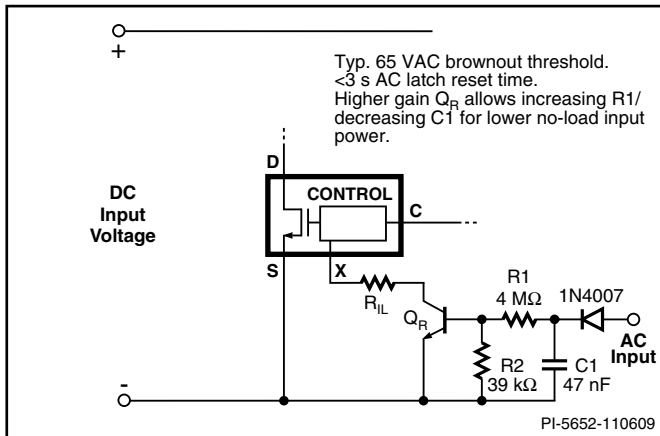 +
Typ. 65 VAC brownout threshold.
<3 s AC latch reset time.
Higher gain QR allows increasing R1/
decreasing C1 for lower no-load input
power.
D
CONTROL
C
DC
Input
Voltage
S
X
RIL
QR
R1
4 MΩ
1N4007
AC
Input
R2
39 kΩ
C1
47 nF
-
PI-5652-110609